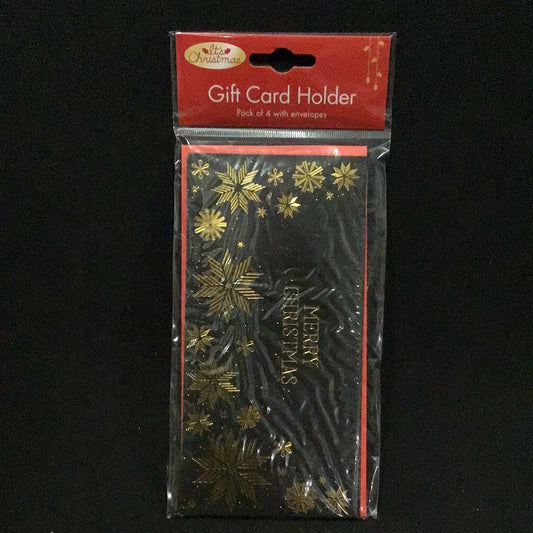 It's
Christmas
Gift Card Holder
Pack of 4 with envelopes
MERRY
CHRISTMAS